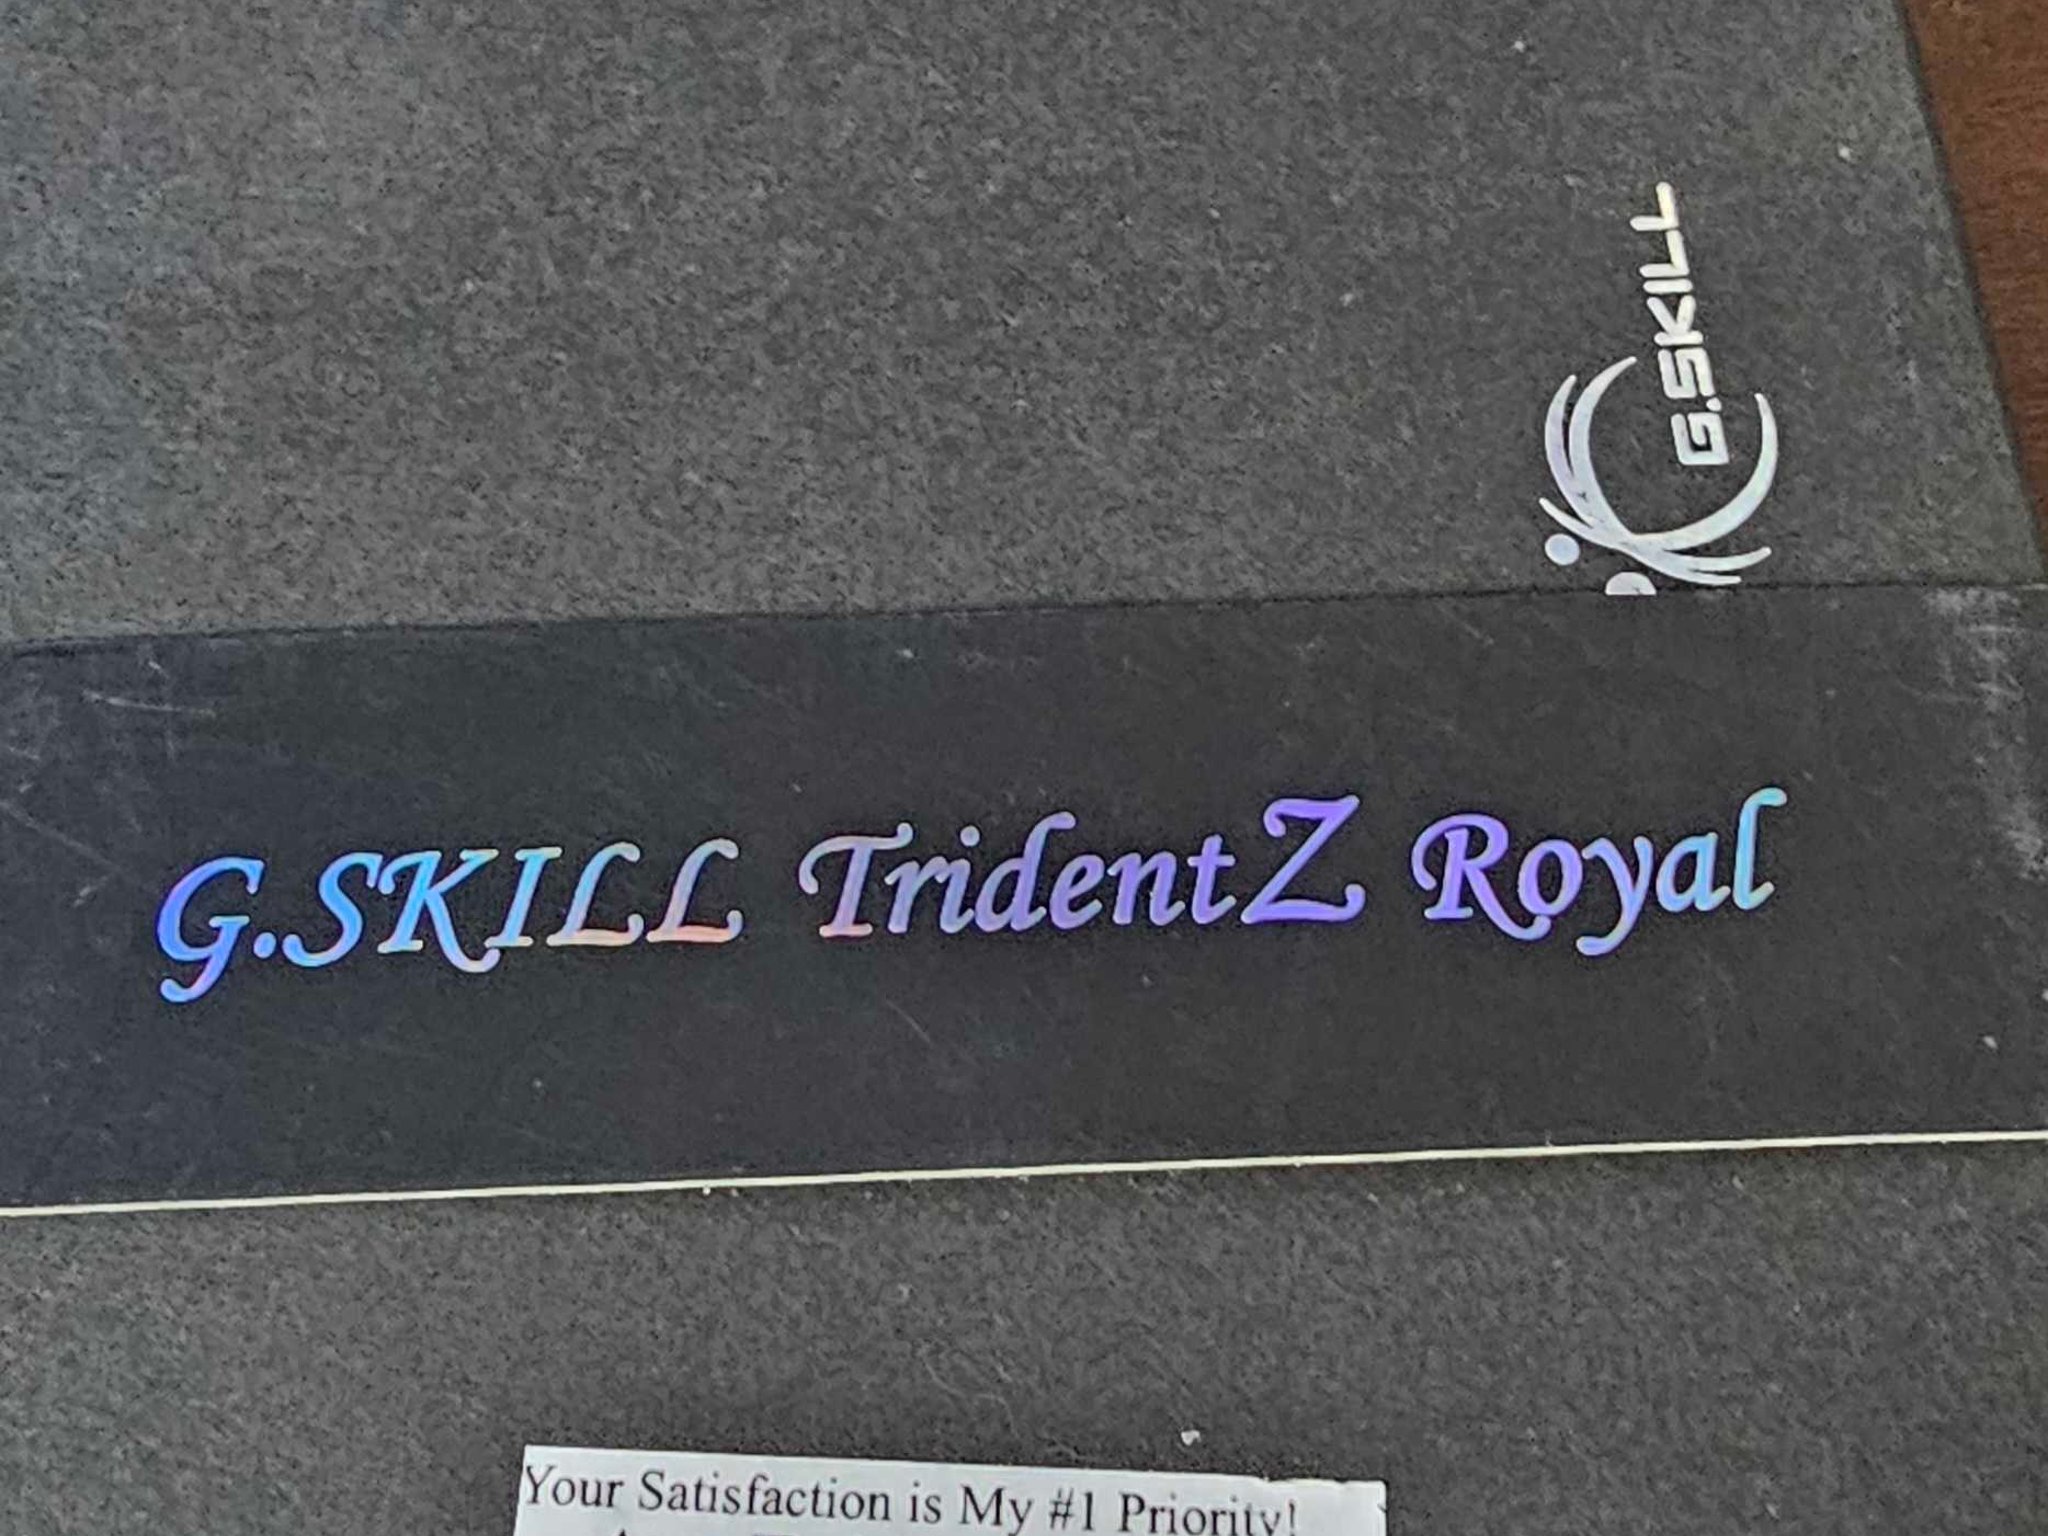 G.SKILL
G.SKILL TridentZ Royal
Your Satisfaction is My #1 Priority!